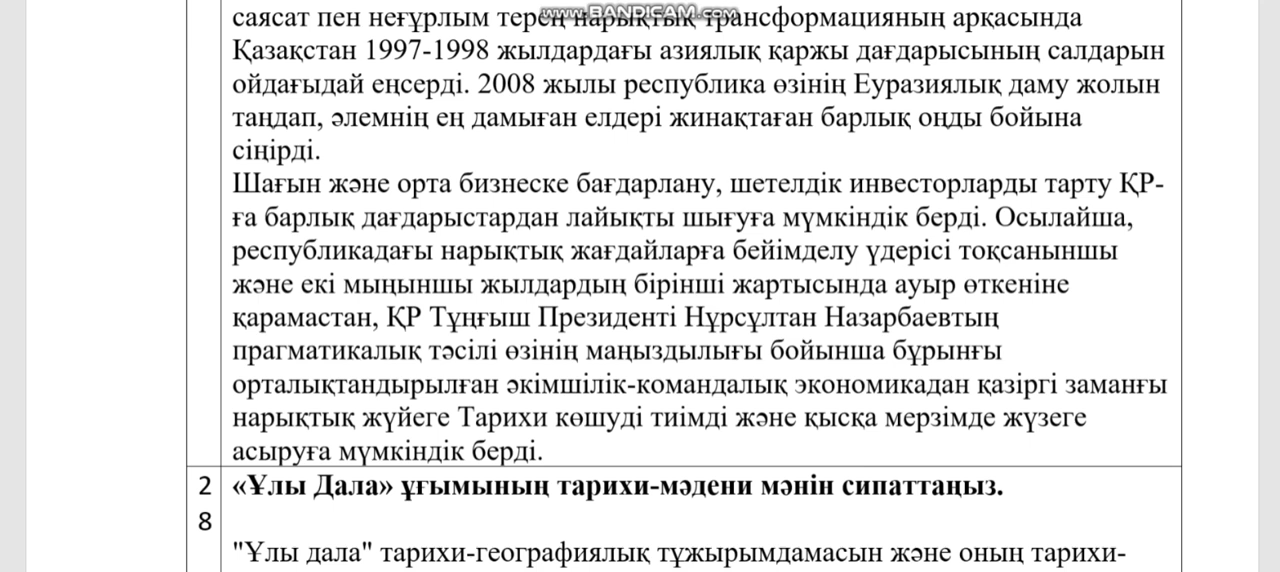 www.BANDICAM.com
саясат пен неғұрлым терең нарықтық трансформацияның арқасында
Қазақстан 1997-1998 жылдардағы азиялық қаржы дағдарысының салдарын
ойдағыдай еңсерді. 2008 жылы республика өзінің Еуразиялық даму жолын
таңдап, әлемнің ең дамыған елдері жинақтаған барлық оңды бойына
сіңірді.
Шағын және орта бизнеске бағдарлану, шетелдік инвесторларды тарту ҚР-
ға барлық дағдарыстардан лайықты шығуға мүмкіндік берді. Осылайша,
республикадағы нарықтық жағдайларға бейімделу үдерісі тоқсаныншы
және екі мыңыншы жылдардың бірінші жартысында ауыр өткеніне
қарамастан, ҚР Тұңғыш Президенті Нұрсұлтан Назарбаевтың
прагматикалық тәсілі өзінің маңыздылығы бойынша бұрынғы
орталықтандырылған әкімшілік-командалық экономикадан қазіргі заманғы
нарықтық жүйеге Тарихи көшуді тиімді және қысқа мерзімде жүзеге
асыруға мүмкіндік берді.
2 «Ұлы Дала» ұғымының тарихи-мәдени мәнін сипаттаңыз.
8
"Ұлы дала" тарихи-географиялық тұжырымдамасын және оның тарихи-